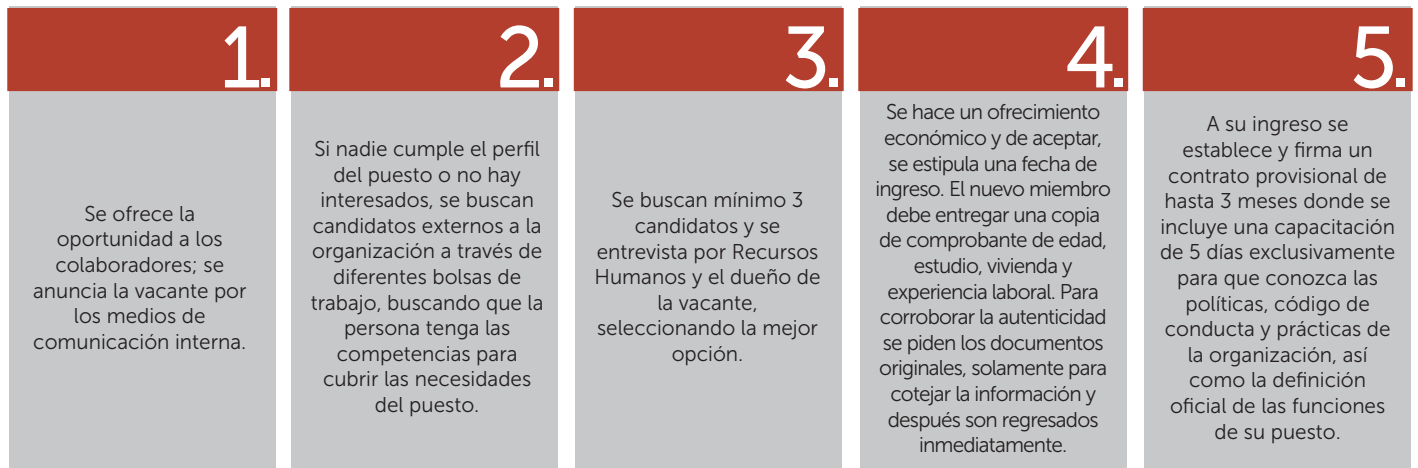 1.
Se ofrece la
oportunidad a los
colaboradores; se
anuncia la vacante por
los medios de
comunicación interna.
2.
Si nadie cumple el perfil
del puesto o no hay
interesados, se buscan
candidatos externos a la
organización a través de
diferentes bolsas de
trabajo, buscando que la
persona tenga las
competencias para
cubrir las necesidades
del puesto.
3.
Se buscan mínimo 3
candidatos y se
entrevista por Recursos
Humanos y el dueño de
la vacante,
seleccionando la mejor
opción.
4.
Se hace un ofrecimiento
económico y de aceptar,
se estipula una fecha de
ingreso. El nuevo miembro
debe entregar una copia
de comprobante de edad,
estudio, vivienda y
experiencia laboral. Para
corroborar la autenticidad
se piden los documentos
originales, solamente para
cotejar la información y
después son regresados
inmediatamente.
5.
A su ingreso se
establece y firma un
contrato provisional de
hasta 3 meses donde se
incluye una capacitación
de 5 días exclusivamente
para que conozca las
políticas, código de
conducta y prácticas de
la organización, así
como la definición
oficial de las funciones
de su puesto.